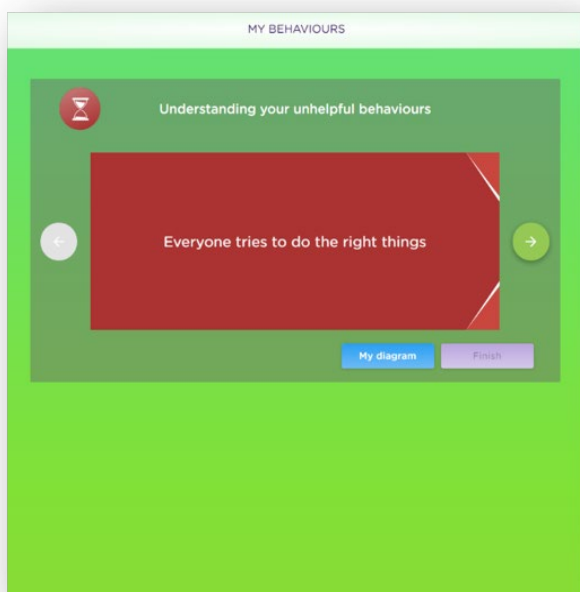 MY BEHAVIOURS
Understanding your unhelpful behaviours
Everyone tries to do the right things
My diagram
Finish